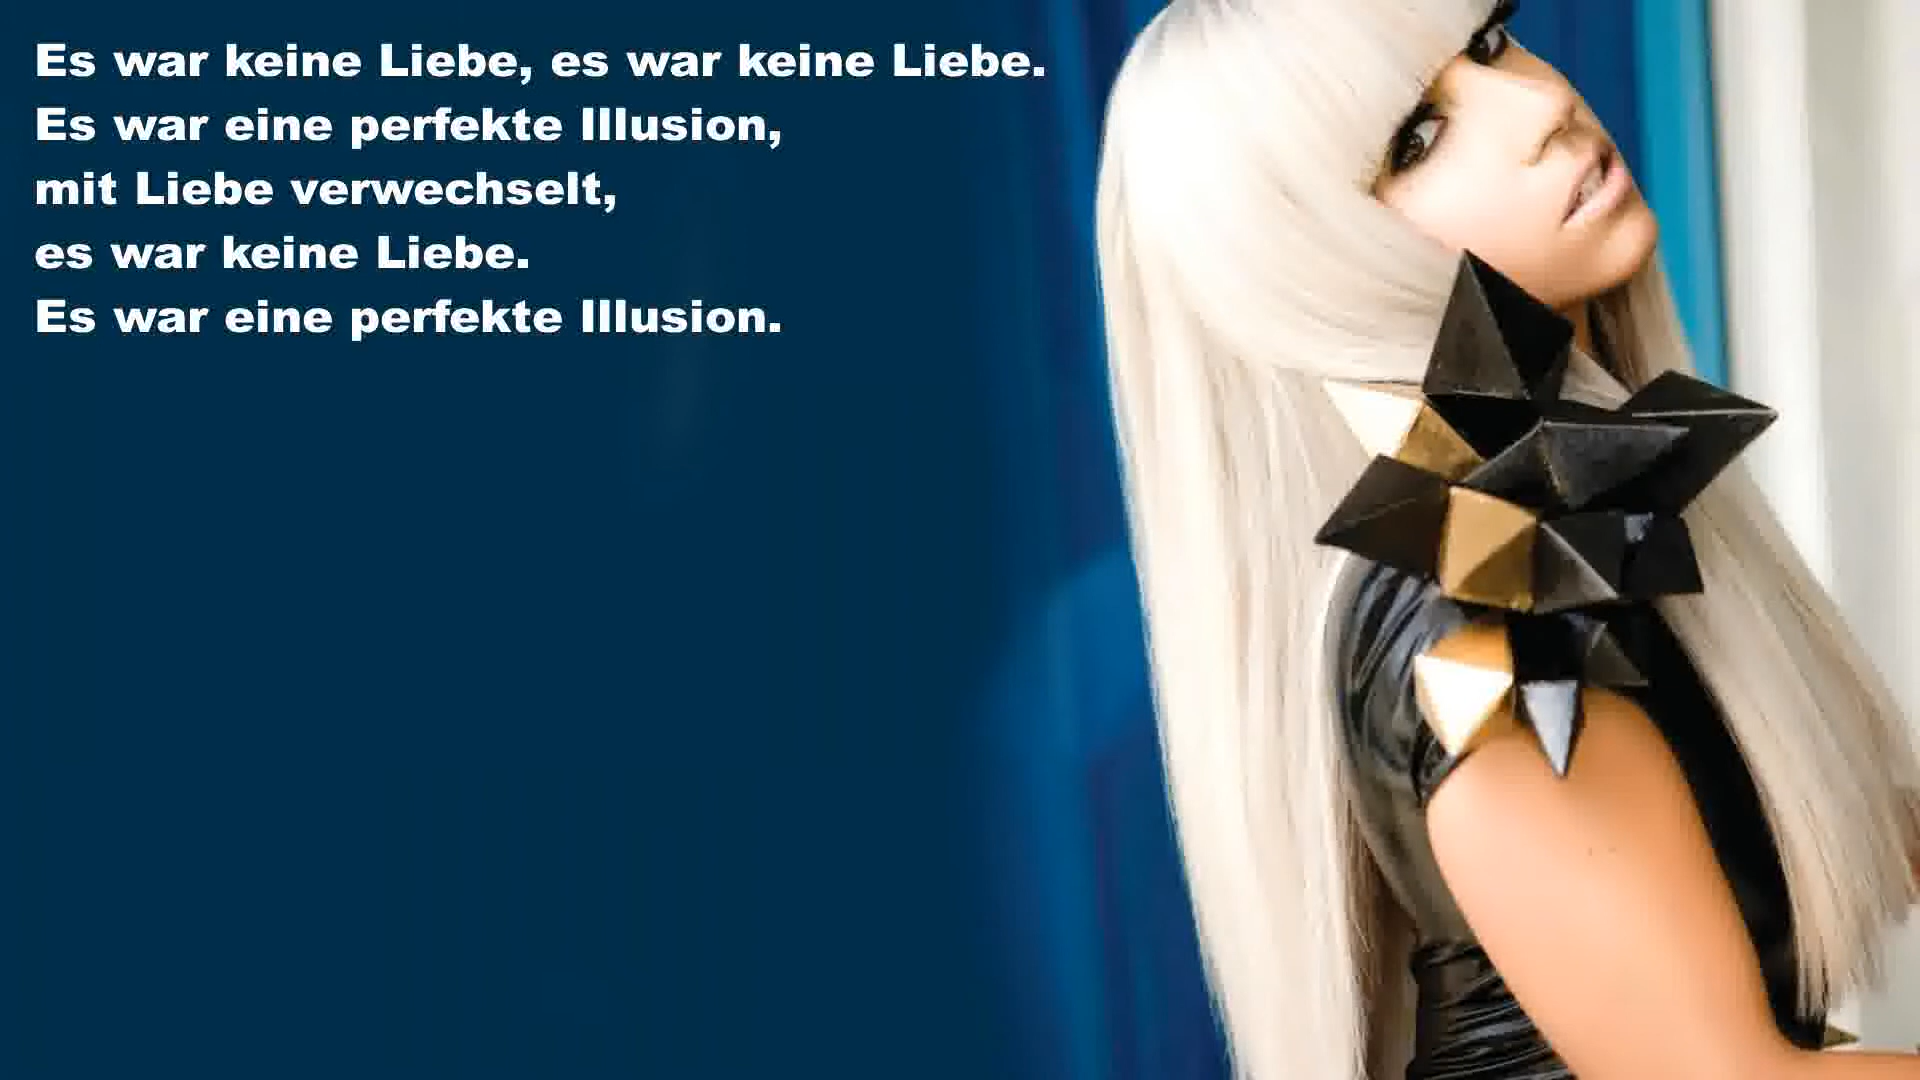 Es war keine Liebe, es war keine Liebe.
Es war eine perfekte Illusion,
mit Liebe verwechselt,
es war keine Liebe.
Es war eine perfekte Illusion.